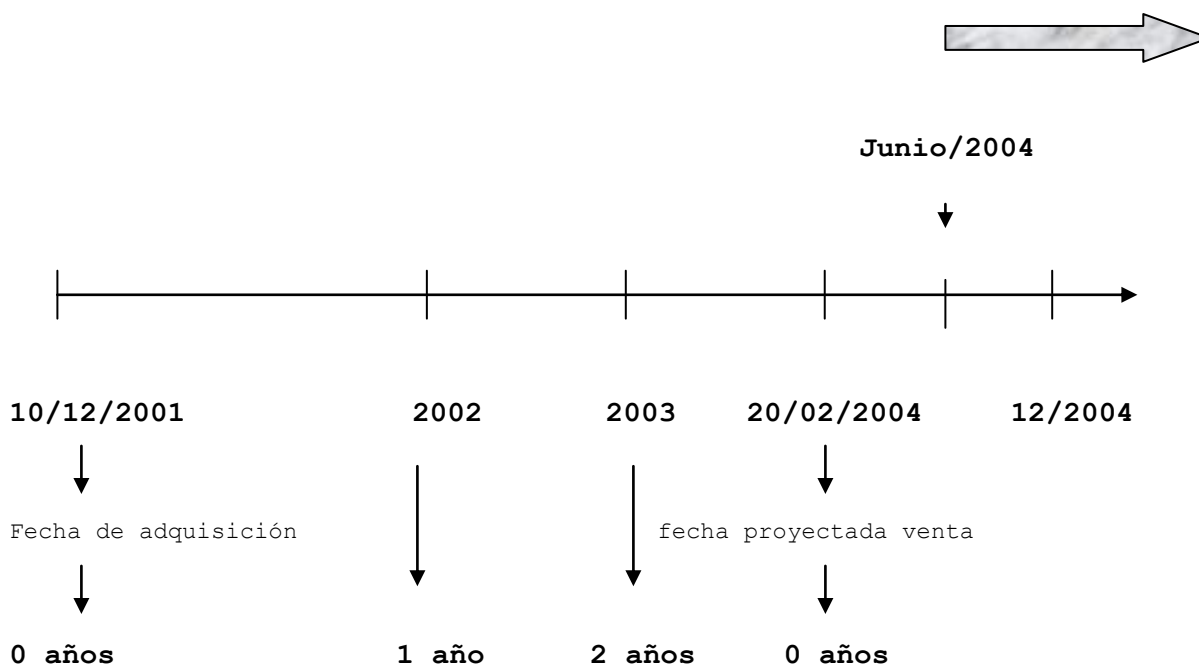 Junio/2004
10/12/2001 2002 2003 20/02/2004 12/2004
Fecha de adquisición fecha proyectada venta
0 años 1 año 2 años 0 años